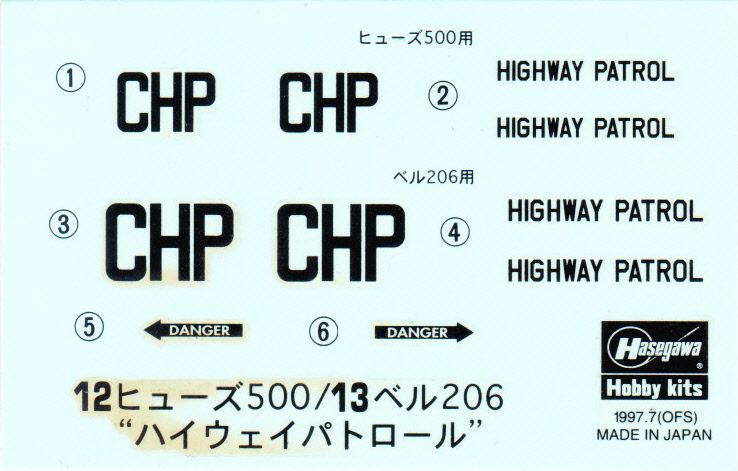 ヒューズ500用
① CHP CHP ② HIGHWAY PATROL
HIGHWAY PATROL
ベル206用
③ CHP CHP ④ HIGHWAY PATROL
HIGHWAY PATROL
⑤ DANGER ⑥ DANGER
12ヒューズ500/13ベル206
“ハイウェイパトロール”
Hasegawa®
Hobby kits
1997.7(OFS)
MADE IN JAPAN